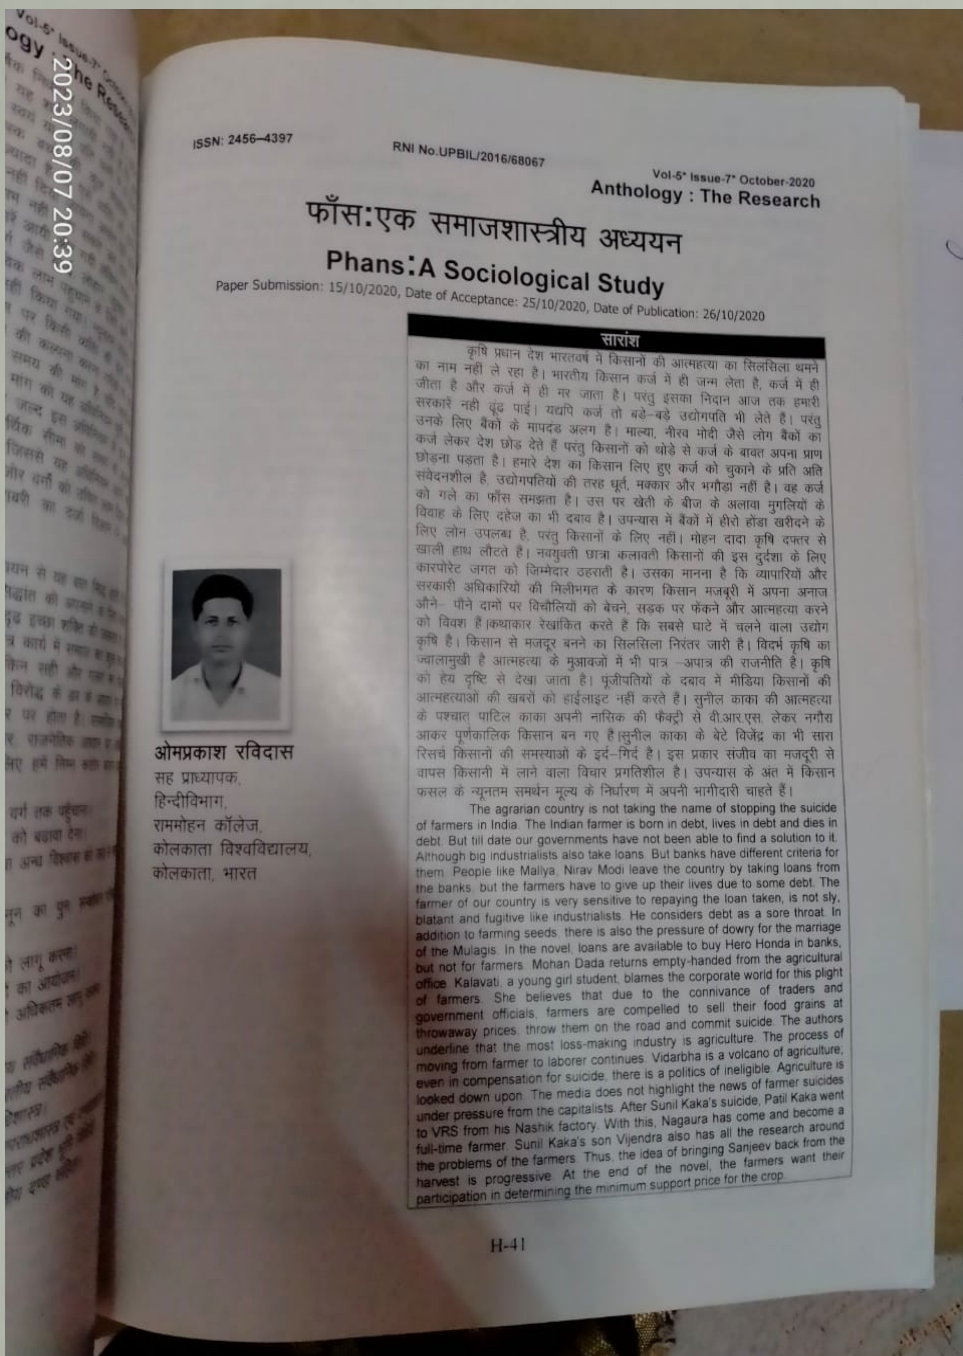 2023/08/07 20:39
ISSN: 2456–4397
RNI No.UPBIL/2016/68067
Vol-5* Issue-7* October-2020
Anthology : The Research
फाँस:एक समाजशास्त्रीय अध्ययन
Phans:A Sociological Study
Paper Submission: 15/10/2020, Date of Acceptance: 25/10/2020, Date of Publication: 26/10/2020
सारांश
कृषि प्रधान देश भारतवर्ष में किसानों की आत्महत्या का सिलसिला थमने
का नाम नहीं ले रहा है। भारतीय किसान कर्ज में ही जन्म लेता है, कर्ज में ही
जीता है और कर्ज में ही मर जाता है। परंतु इसका निदान आज तक हमारी
सरकारें नही ढूंढ पाई। यद्यपि कर्ज तो बड़े–बड़े उद्योगपति भी लेते हैं। परंतु
उनके लिए बैंकों के मापदंड अलग है। माल्या, नीरव मोदी जैसे लोग बैंकों का
कर्ज लेकर देश छोड़ देते हैं परंतु किसानों को थोड़े से कर्ज के बावत अपना प्राण
छोड़ना पड़ता है। हमारे देश का किसान लिए हुए कर्ज को चुकाने के प्रति अति
संवेदनशील है, उद्योगपतियों की तरह धूर्त, मक्कार और भगौड़ा नहीं है। वह कर्ज
को गले का फाँस समझता है। उस पर खेती के बीज के अलावा मुगलियों के
विवाह के लिए दहेज का भी दबाव है। उपन्यास में बैंकों में हीरो होंडा खरीदने के
लिए लोन उपलब्ध है, परंतु किसानों के लिए नहीं। मोहन दादा कृषि दफ्तर से
खाली हाथ लौटते हैं। नवयुवती छात्रा कलावती किसानों की इस दुर्दशा के लिए
कारपोरेट जगत को जिम्मेदार ठहराती है। उसका मानना है कि व्यापारियों और
सरकारी अधिकारियों की मिलीभगत के कारण किसान मजबूरी में अपना अनाज
औने– पौने दामों पर विचौलियों को बेचने, सड़क पर फेंकने और आत्महत्या करने
को विवश हैं।कथाकार रेखांकित करते हैं कि सबसे घाटे में चलने वाला उद्योग
कृषि है। किसान से मजदूर बनने का सिलसिला निरंतर जारी है। विदर्भ कृषि का
ज्वालामुखी है आत्महत्या के मुआवजों में भी पात्र –अपात्र की राजनीति है। कृषि
को हेय दृष्टि से देखा जाता है। पूंजीपतियों के दबाव में मीडिया किसानों की
आत्महत्याओं की खबरों को हाईलाइट नहीं करते हैं। सुनील काका की आत्महत्या
के पश्चात् पाटिल काका अपनी नासिक की फैक्ट्री से वी.आर.एस. लेकर नगौरा
आकर पूर्णकालिक किसान बन गए है।सुनील काका के बेटे विजेंद्र का भी सारा
रिसर्च किसानों की समस्याओं के इर्द–गिर्द है। इस प्रकार संजीव का मजदूरी से
वापस किसानी में लाने वाला विचार प्रगतिशील है। उपन्यास के अंत में किसान
फसल के न्यूनतम समर्थन मूल्य के निर्धारण में अपनी भागीदारी चाहते हैं।
The agrarian country is not taking the name of stopping the suicide
of farmers in India. The Indian farmer is born in debt, lives in debt and dies in
debt. But till date our governments have not been able to find a solution to it.
Although big industrialists also take loans. But banks have different criteria for
them. People like Maliya, Nirav Modi leave the country by taking loans from
the banks, but the farmers have to give up their lives due to some debt. The
farmer of our country is very sensitive to repaying the loan taken, is not sly,
blatant and fugitive like industrialists. He considers debt as a sore throat. In
addition to farming seeds, there is also the pressure of dowry for the marriage
of the Mulagis. In the novel, loans are available to buy Hero Honda in banks,
but not for farmers. Mohan Dada returns empty-handed from the agricultural
office. Kalavati, a young girl student, blames the corporate world for this plight
of farmers. She believes that due to the connivance of traders and
government officials, farmers are compelled to sell their food grains at
throwaway prices, throw them on the road and commit suicide. The authors
underline that the most loss-making industry is agriculture. The process of
moving from farmer to laborer continues. Vidarbha is a volcano of agriculture;
even in compensation for suicide, there is a politics of ineligible. Agriculture is
looked down upon. The media does not highlight the news of farmer suicides
under pressure from the capitalists. After Sunil Kaka's suicide, Patil Kaka went
to VRS from his Nashik factory. With this, Nagaura has come and become a
full-time farmer. Sunil Kaka's son Vijendra also has all the research around
the problems of the farmers. Thus, the idea of bringing Sanjeev back from the
harvest is progressive. At the end of the novel, the farmers want their
participation in determining the minimum support price for the crop.
ओमप्रकाश रविदास
सह प्राध्यापक,
हिन्दीविभाग,
राममोहन कॉलेज,
कोलकाता विश्वविद्यालय,
कोलकाता, भारत
H-41